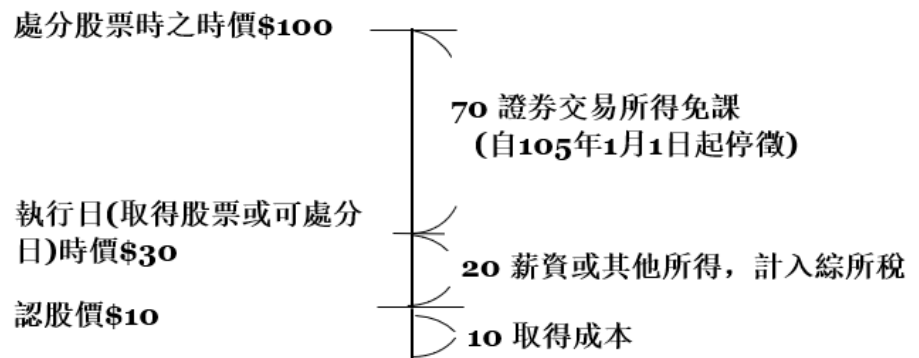 處分股票時之時價$100
70 證券交易所得免課
(自105年1月1日起停徵)
執行日(取得股票或可處分
日)時價$30
20 薪資或其他所得，計入綜所稅
認股價$10
10 取得成本